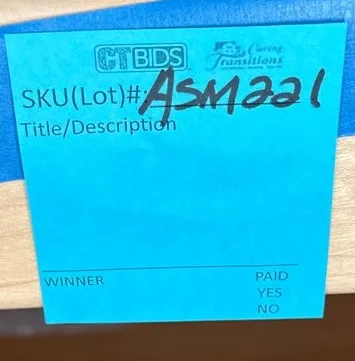 CTBIDS Caring Transitions
SKU(Lot)#: ASM221
Title/Description
WINNER PAID
YES
NO